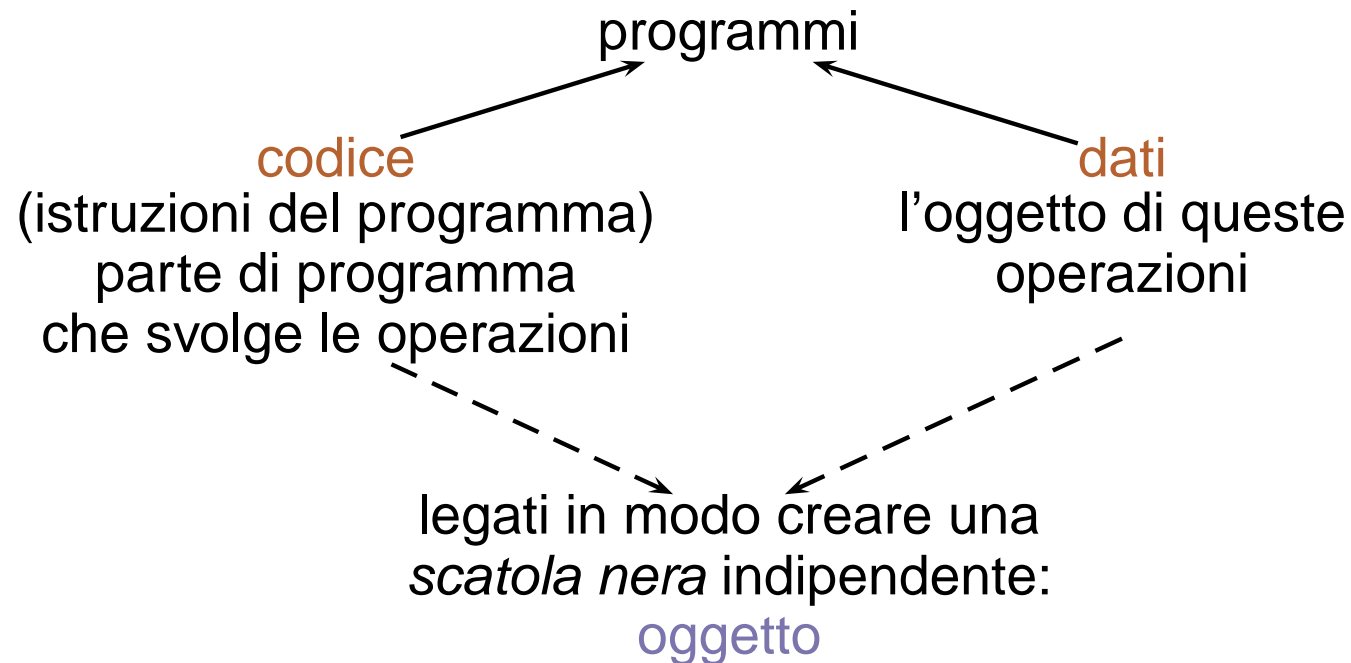 programmi
codice
(istruzioni del programma)
parte di programma
che svolge le operazioni
dati
l'oggetto di queste
operazioni
legati in modo creare una
scatola nera indipendente:
oggetto